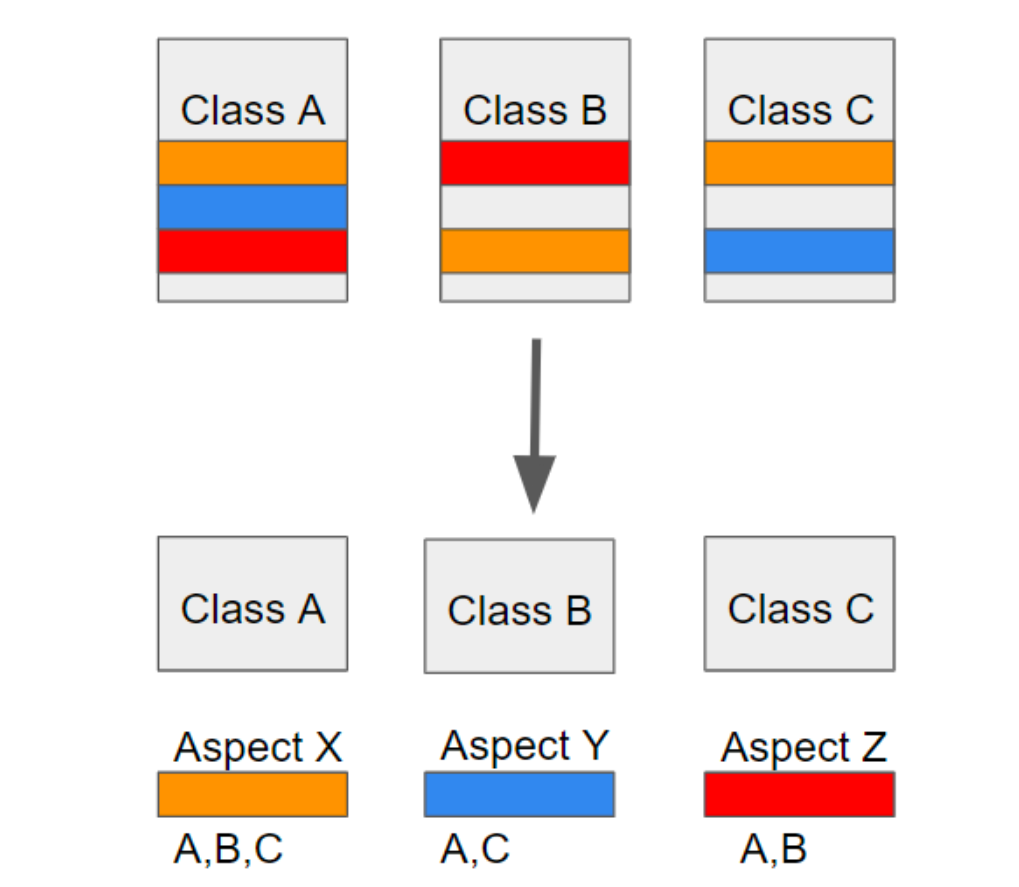 Class A
Class B
Class C
Class A
Class B
Class C
Aspect X
Aspect Y
Aspect Z
A,B,C
A,C
A,B